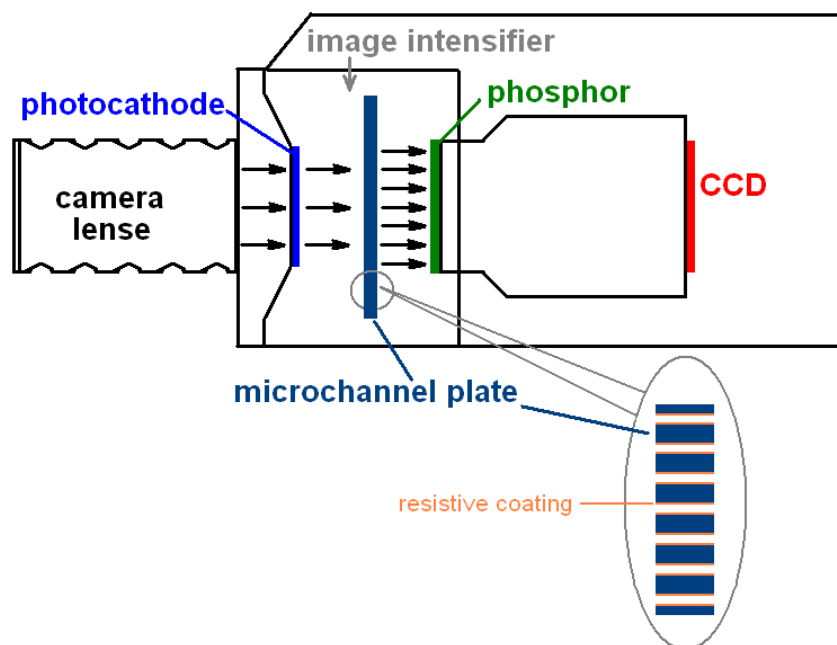 image intensifier
photocathode
phosphor
camera
lense
CCD
microchannel plate
resistive coating